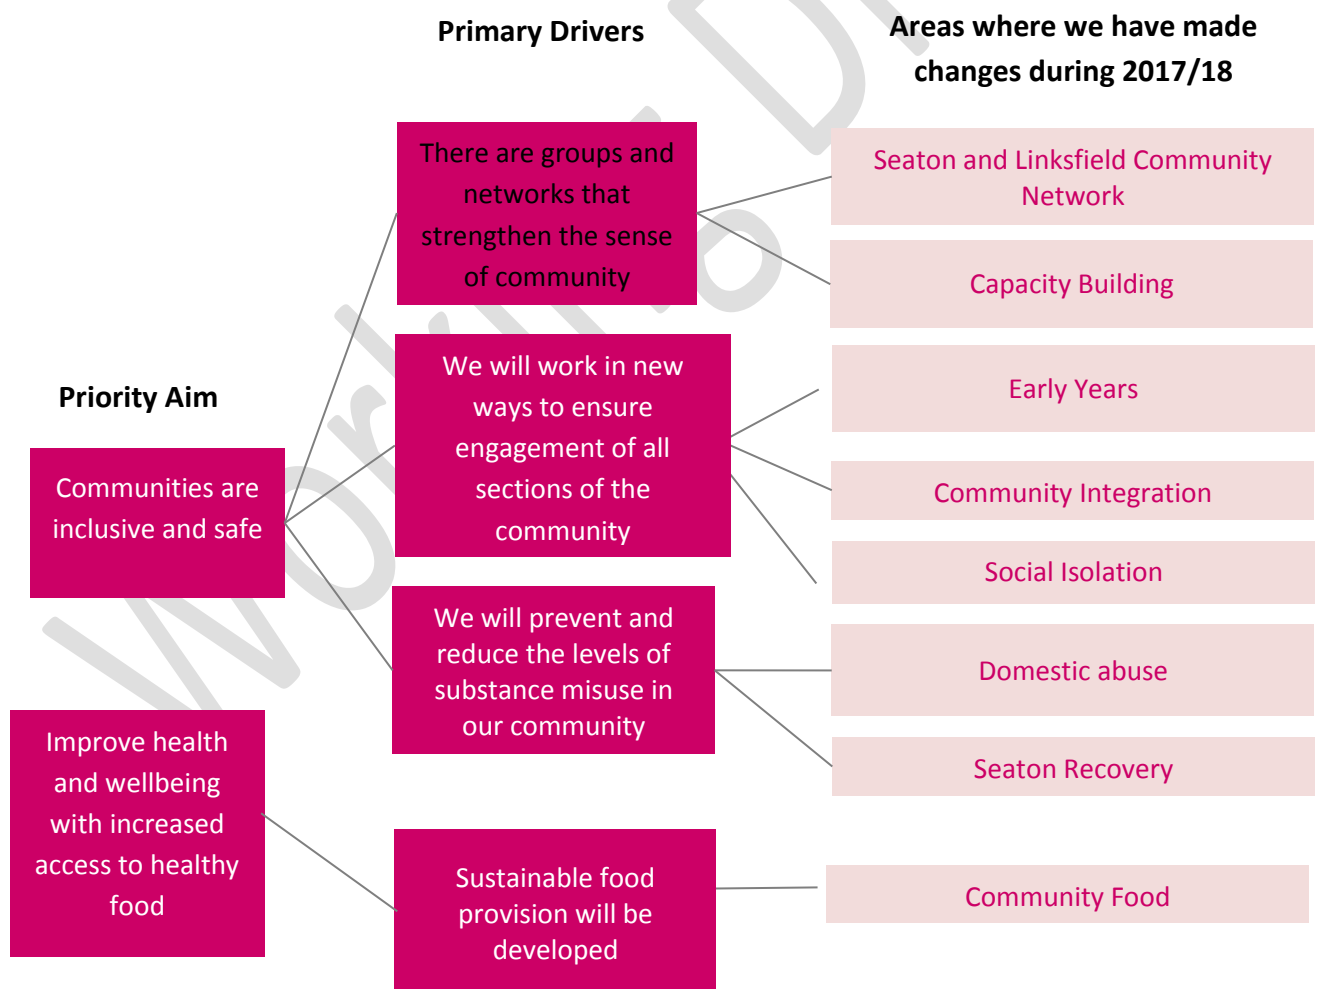 Primary Drivers
Areas where we have made
changes during 2017/18
There are groups and
networks that
strengthen the sense
of community
Seaton and Linksfield Community
Network
Capacity Building
Priority Aim
Communities are
inclusive and safe
We will work in new
ways to ensure
engagement of all
sections of the
community
Early Years
Community Integration
Social Isolation
We will prevent and
reduce the levels of
substance misuse in
our community
Domestic abuse
Seaton Recovery
Improve health
and wellbeing
with increased
access to healthy
food
Sustainable food
provision will be
developed
Community Food
Working